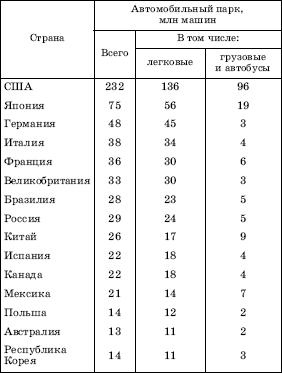 Страна
Автомобильный парк,
млн машин
Всего
В том числе:
легковые
грузовые
и автобусы
США 232 136 96
Япония 75 56 19
Германия 48 45 3
Италия 38 34 4
Франция 36 30 6
Великобритания 33 30 3
Бразилия 28 23 5
Россия 29 24 5
Китай 26 17 9
Испания 22 18 4
Канада 22 18 4
Мексика 21 14 7
Польша 14 12 2
Австралия 13 11 2
Республика
Корея 14 11 3